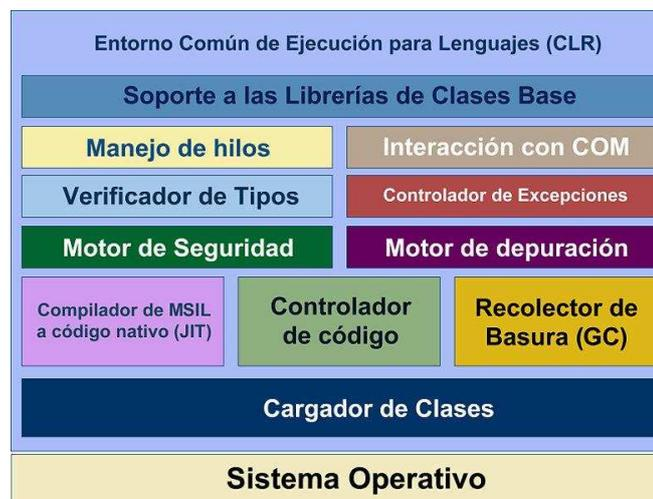 Entorno Común de Ejecución para Lenguajes (CLR)
Soporte a las Librerías de Clases Base
Manejo de hilos
Interacción con COM
Verificador de Tipos
Controlador de Excepciones
Motor de Seguridad
Motor de depuración
Compilador de MSIL
a código nativo (JIT)
Controlador
de código
Recolector de
Basura (GC)
Cargador de Clases
Sistema Operativo